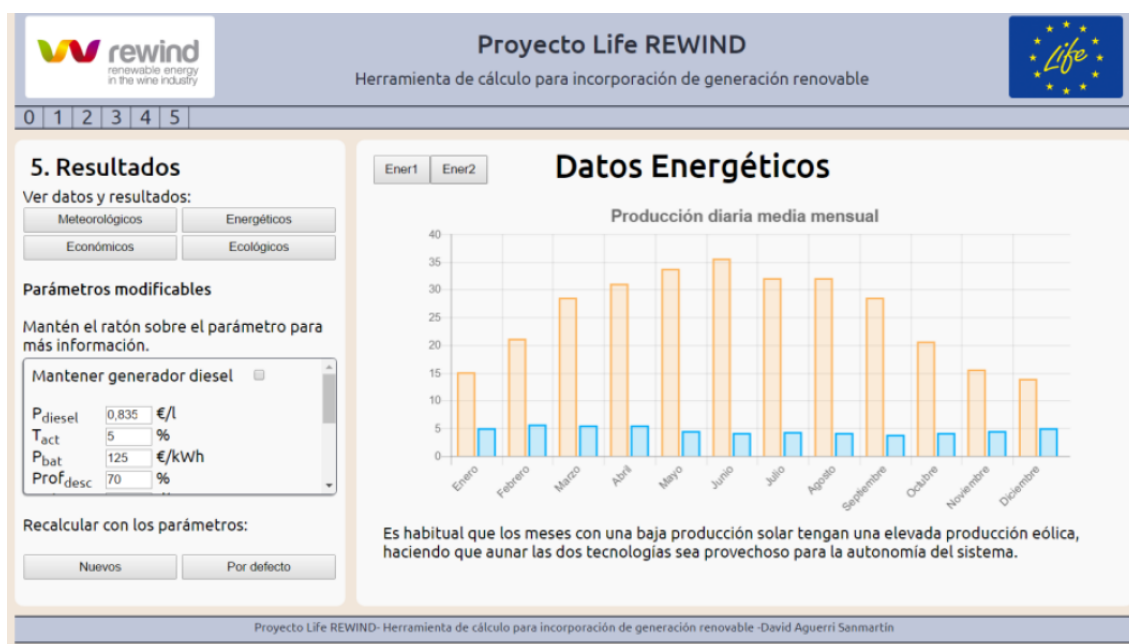 rewind
renewable energy
in the wine industry
Proyecto Life REWIND
Herramienta de cálculo para incorporación de generación renovable
Life
0 1 2 3 4 5
5. Resultados
Ver datos y resultados:
Meteorológicos Energéticos
Económicos Ecológicos
Parámetros modificables
Mantén el ratón sobre el parámetro para
más información.
Mantener generador diesel
Pdiesel 0,835 €/l
Tact 5 %
Pbat 125 €/kWh
Profdesc 70 %
Recalcular con los parámetros:
Nuevos Por defecto
Ener1 Ener2
Datos Energéticos
Producción diaria media mensual
40
35
30
25
20
15
10
5
0
Enero Febrero Marzo Abril Mayo Junio Julio Agosto Septiembre Octubre Noviembre Diciembre
Es habitual que los meses con una baja producción solar tengan una elevada producción eólica,
haciendo que aunar las dos tecnologías sea provechoso para la autonomía del sistema.
Proyecto Life REWIND- Herramienta de cálculo para incorporación de generación renovable -David Aguerri Sanmartín